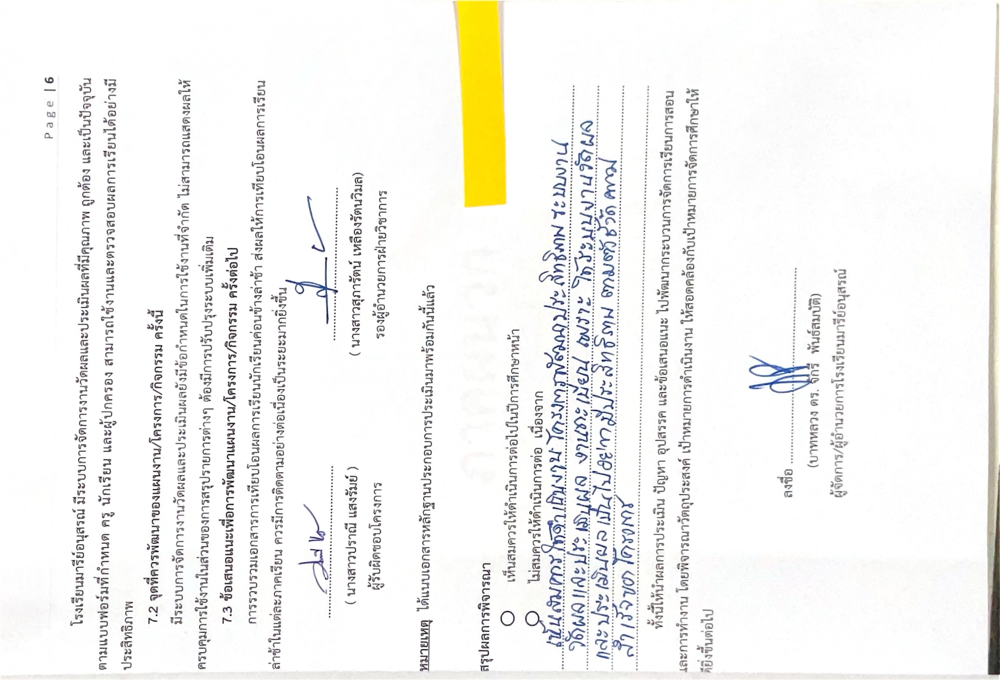 Page | 6
โรงเรียนมารีย์อนุสรณ์ มีระบบการจัดการงานวัดผลและประเมินผลที่มีคุณภาพ ถูกต้อง และเป็นปัจจุบัน
ตามแบบฟอร์มที่กำหนด ครู นักเรียน และผู้ปกครอง สามารถใช้งานและตรวจสอบผลการเรียนได้อย่างมี
ประสิทธิภาพ
7.2 จุดที่ควรพัฒนาของแผนงาน/โครงการ/กิจกรรม ครั้งนี้
มีระบบการจัดการงานวัดผลและประเมินผลยังมีข้อกำหนดในการใช้งานที่จำกัด ไม่สามารถแสดงผลให้
ครบคุมการใช้งานในส่วนของการสรุปรายการต่างๆ ต้องมีการปรับปรุงระบบเพิ่มเติม
7.3 ข้อเสนอแนะเพื่อการพัฒนาแผนงาน/โครงการ/กิจกรรม ครั้งต่อไป
การรวบรวมเอกสารการเทียบโอนผลการเรียนนักเรียนค่อนข้างล่าช้า ส่งผลให้การเทียบโอนผลการเรียน
ล่าช้าในแต่ละภาคเรียน ควรมีการติดตามอย่างต่อเนื่องเป็นระยะมากยิ่งขึ้น
( นางสาวปราณี แสงรัมย์ ) ( นางสาวสุภารัตน์ เหลืองรัตนวิมล)
ผู้รับผิดชอบโครงการ รองผู้อำนวยการฝ่ายวิชาการ
หมายเหตุ ได้แนบเอกสารหลักฐานประกอบการประเมินมาพร้อมกันนี้แล้ว
สรุปผลการพิจารณา
เห็นสมควรให้ดำเนินการต่อไปในปีการศึกษาหน้า
ไม่สมควรให้ดำเนินการต่อ เนื่องจาก
เห็นสมควรให้ดำเนินงาน โครงการพัฒนาประสิทธิภาพ ระบบงาน
วัดผลและประเมินผล งานทะเบียน เพราะ ให้ระบบงานวัดผล
และประเมินผล เป็นไปอย่างมีประสิทธิภาพ ตามตัวชี้วัด ความ
สำเร็จของโครงการ
ทั้งนี้ให้นำผลการประเมิน ปัญหา อุปสรรค และข้อเสนอแนะ ไปพัฒนากระบวนการจัดการเรียนการสอน
และการทำงาน โดยพิจารณาวัตถุประสงค์ เป้าหมายการดำเนินงาน ให้สอดคล้องกับเป้าหมายการจัดการศึกษาให้
ดียิ่งขึ้นต่อไป
ลงชื่อ
(บาทหลวง ดร. จักรี พันธ์สมบัติ)
ผู้จัดการ/ผู้อำนวยการโรงเรียนมารีย์อนุสรณ์